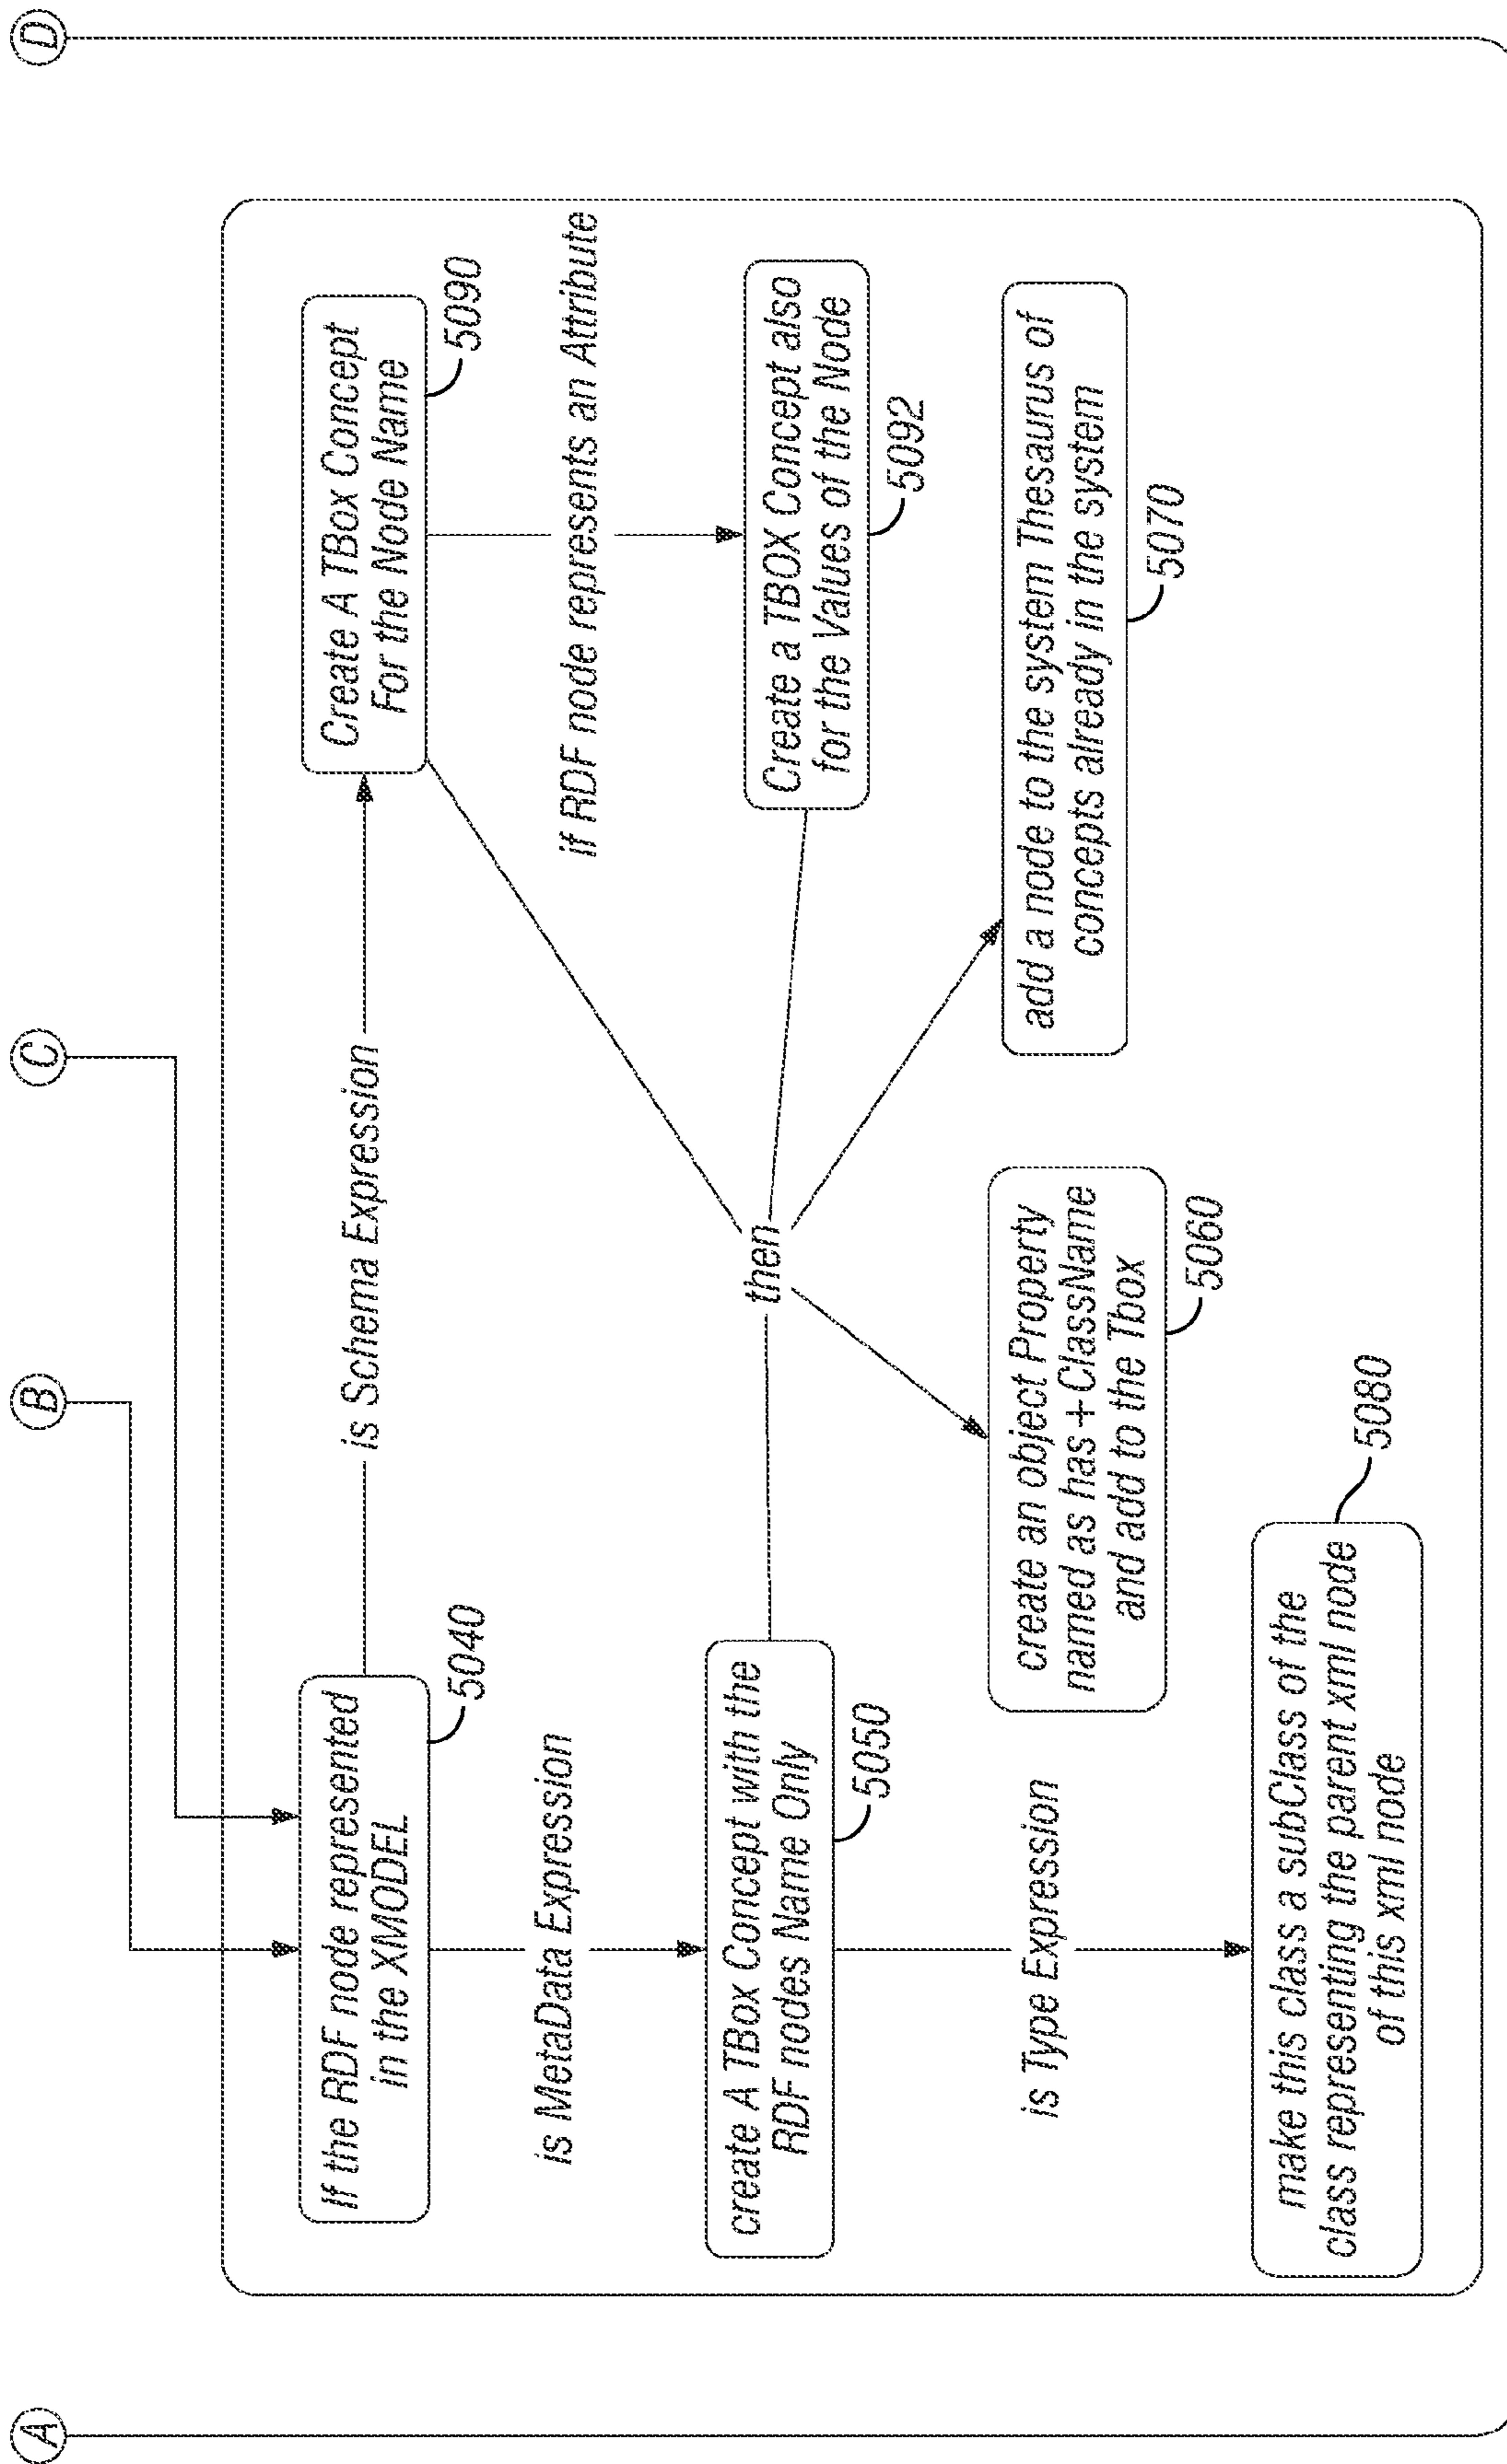 A
B
C
D
If the RDF node represented
in the XMODEL
5040
is Schema Expression
Create A TBox Concept
For the Node Name
5090
is MetaData Expression
if RDF node represents an Attribute
create A TBox Concept with the
RDF nodes Name Only
5050
then
Create a TBOX Concept also
for the Values of the Node
5092
is Type Expression
create an object Property
named as has + ClassName
and add to the Tbox
5060
add a node to the system Thesaurus of
concepts already in the system
5070
make this class a subClass of the
class representing the parent xml node
of this xml node
5080